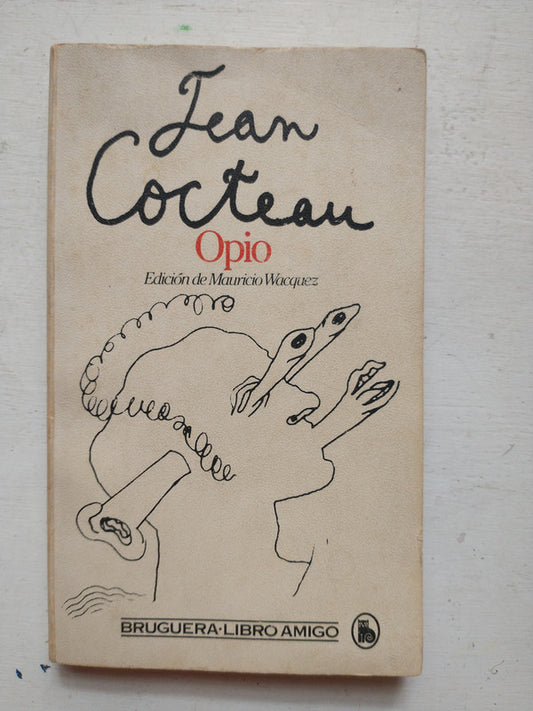 Jean
Cocteau
Opio
Edición de Mauricio Wacquez
BRUGUERA·LIBRO AMIGO